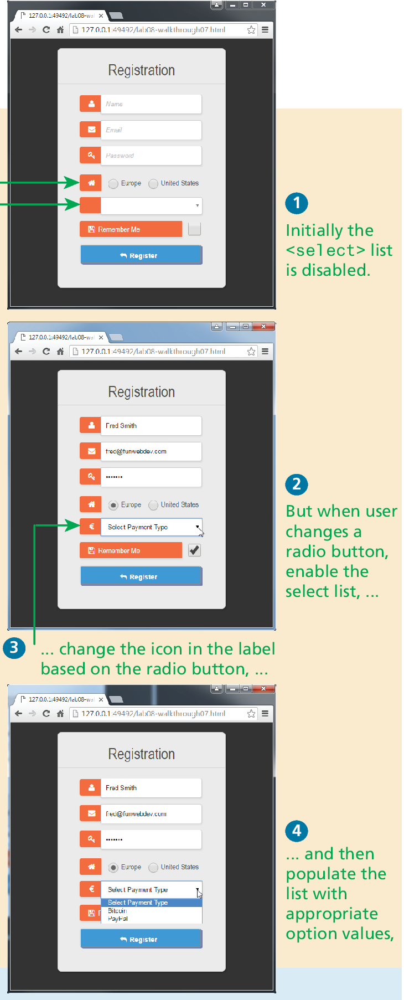 127.0.0.1:49492/lab08-wal
127.0.0.1:49492/lab08-walkthrough07.html
Registration
Name
Email
Password
Europe United States
Remember Me
Register
1
Initially the
<select> list
is disabled.
127.0.0.1:49492/lab08-wal
127.0.0.1:49492/lab08-walkthrough07.html
Registration
Fred Smith
fred@funwebdev.com
•••••••
Europe United States
€ Select Payment Type
Remember Me
Register
2
But when user
changes a
radio button,
enable the
select list, ...
3 ... change the icon in the label
based on the radio button, ...
127.0.0.1:49492/lab08-wal
127.0.0.1:49492/lab08-walkthrough07.html
Registration
Fred Smith
fred@funwebdev.com
•••••••
Europe United States
€ Select Payment Type
Select Payment Type
Bitcoin
PayPal
Register
4
... and then
populate the
list with
appropriate
option values,